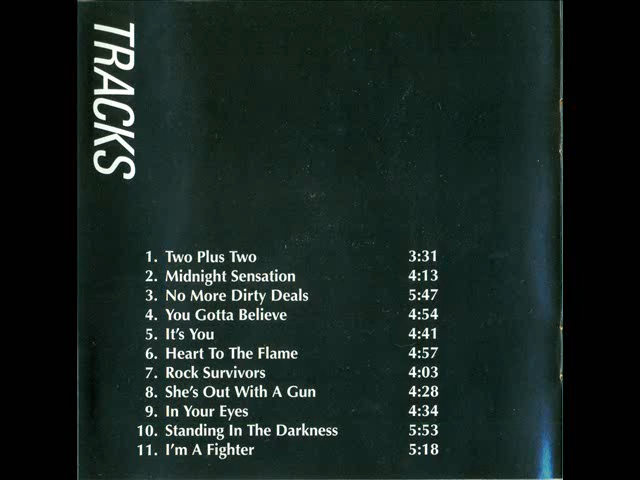 TRACKS
1. Two Plus Two 3:31
2. Midnight Sensation 4:13
3. No More Dirty Deals 5:47
4. You Gotta Believe 4:54
5. It's You 4:41
6. Heart To The Flame 4:57
7. Rock Survivors 4:03
8. She's Out With A Gun 4:28
9. In Your Eyes 4:34
10. Standing In The Darkness 5:53
11. I'm A Fighter 5:18